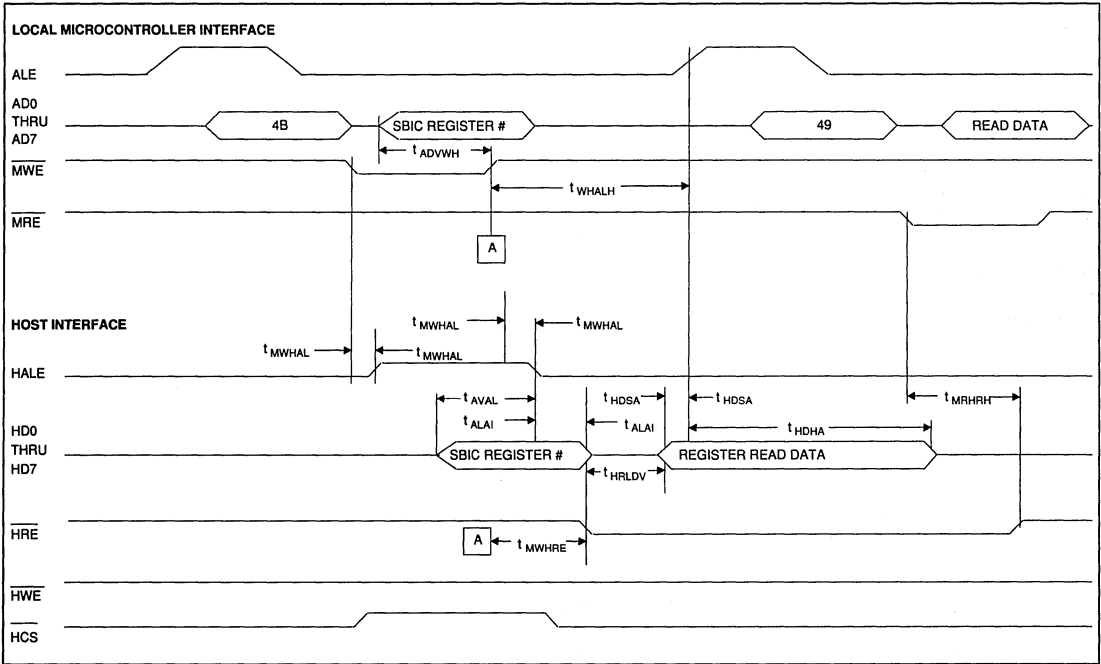 LOCAL MICROCONTROLLER INTERFACE
ALE
AD0
THRU
AD7
4B
SBIC REGISTER #
49
READ DATA
t ADVWH
MWE
t WHALH
MRE
A
HOST INTERFACE
t MWHAL
t MWHAL
t MWHAL
t MWHAL
HALE
t AVAL
t HDSA
t HDSA
t MRHRH
t ALAI
t ALAI
t HDHA
HD0
THRU
HD7
SBIC REGISTER #
REGISTER READ DATA
t HRLDV
HRE
A
t MWHRE
HWE
HCS